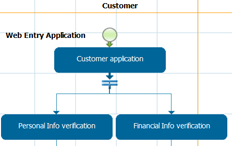 Customer
Web Entry Application
Customer application
Personal Info verification
Financial Info verification